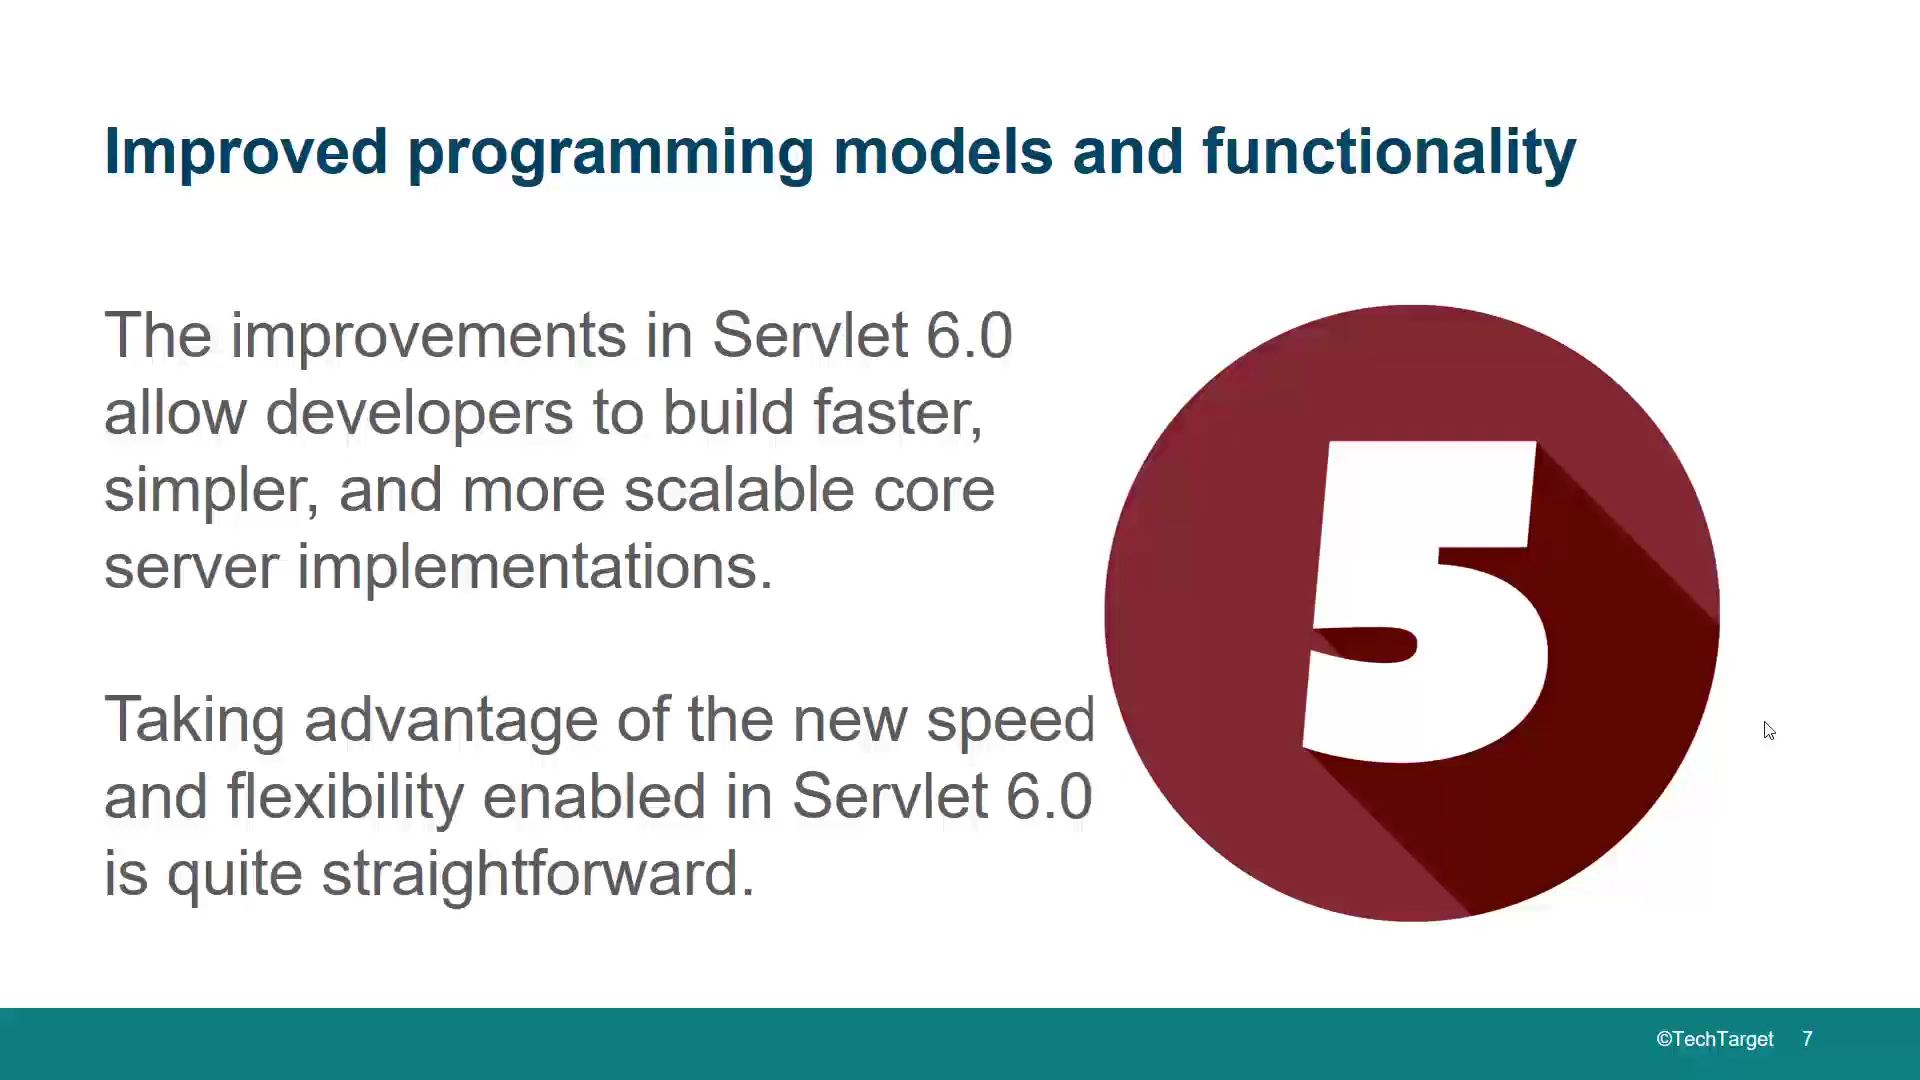 Improved programming models and functionality
The improvements in Servlet 6.0
allow developers to build faster,
simpler, and more scalable core
server implementations.
Taking advantage of the new speed
and flexibility enabled in Servlet 6.0
is quite straightforward.
5
©TechTarget 7